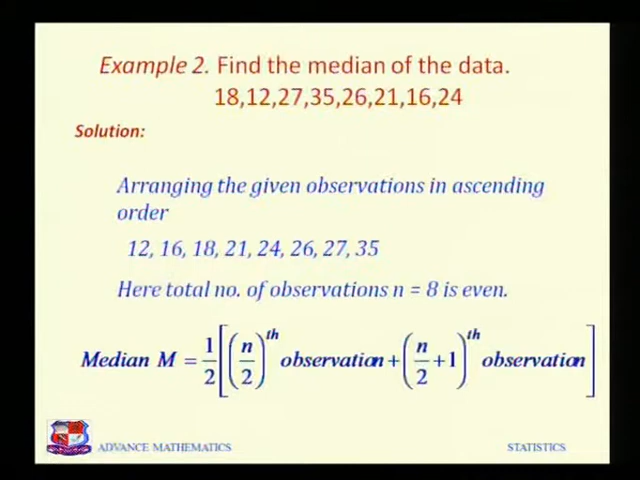 Example 2. Find the median of the data.
18,12,27,35,26,21,16,24
Solution:
Arranging the given observations in ascending
order
12, 16, 18, 21, 24, 26, 27, 35
Here total no. of observations n = 8 is even.
Median M = 1/2 [ (n/2)^th observation + (n/2 + 1)^th observation ]
ADVANCE MATHEMATICS
STATISTICS